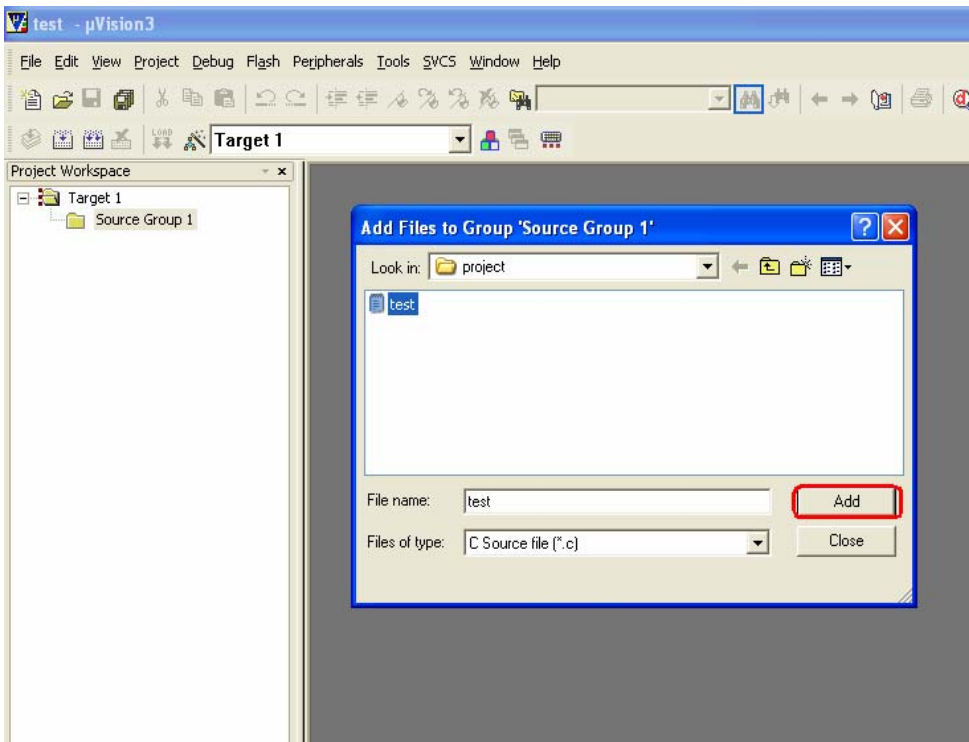 test - µVision3
File Edit View Project Debug Flash Peripherals Tools SVCS Window Help
LOAD
Target 1
Project Workspace
Target 1
Source Group 1
Add Files to Group 'Source Group 1'
Look in: project
test
File name: test
Add
Files of type: C Source file (*.c)
Close